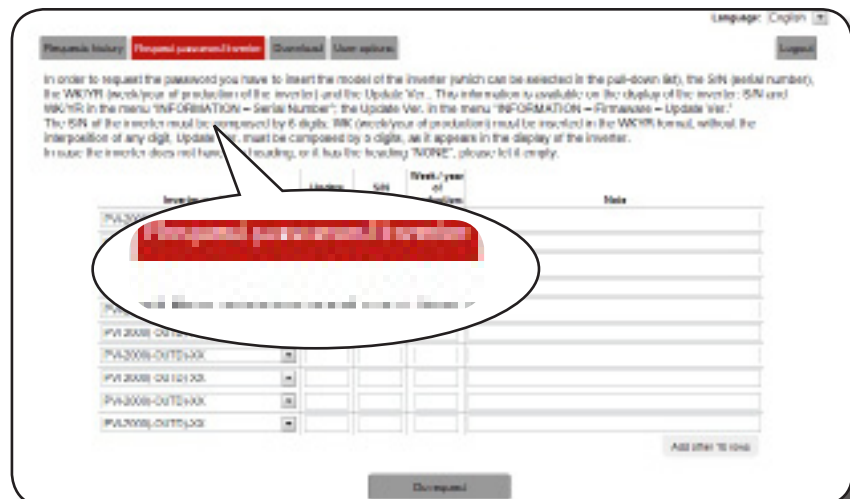 Language: English
Requests history Request password inverter Download User options Logout
In order to request the password you have to insert the model of the inverter (which can be selected in the pull-down list), the S/N (serial number),
the WK/YR (week/year of production of the inverter) and the Update Ver.. This information is available on the display of the inverter: S/N and
WK/YR in the menu "INFORMATION – Serial Number"; the Update Ver. in the menu "INFORMATION – Firmware – Update Ver."
The S/N of the inverter must be composed by 6 digits; WK (week/year of production) must be inserted in the WKYR format, without the
interposition of any digit, Update Ver. must be composed by 5 digits, as it appears in the display of the inverter.
In case the inverter does not have heading, or it has the heading "NONE", please let it empty.
Update S/N Week / year of Note
Request password inverter
PVI-2000(-OUTD)-XX
PVI-2000(-OUTD)-XX
PVI-2000(-OUTD)-XX
PVI-2000(-OUTD)-XX
PVI-2000(-OUTD)-XX
Add other 10 rows
Do request